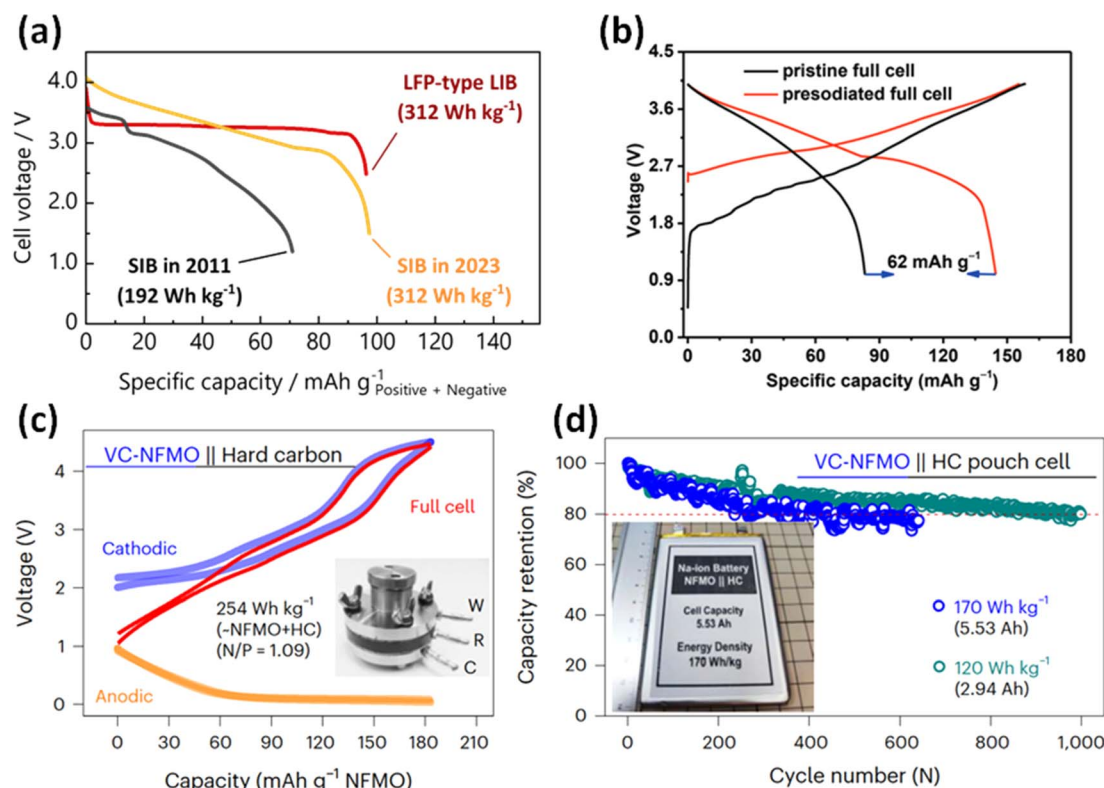 (a)
4.0
3.0
2.0
1.0
0
Cell voltage / V
LFP-type LIB
(312 Wh kg⁻¹)
SIB in 2011
(192 Wh kg⁻¹)
SIB in 2023
(312 Wh kg⁻¹)
0 20 40 60 80 100 120 140
Specific capacity / mAh g⁻¹ Positive + Negative
(b)
4.5
3.6
2.7
1.8
0.9
0.0
Voltage (V)
pristine full cell
presodiated full cell
62 mAh g⁻¹
0 30 60 90 120 150 180
Specific capacity (mAh g⁻¹)
(c)
VC-NFMO || Hard carbon
4
3
2
1
0
Voltage (V)
Full cell
Cathodic
254 Wh kg⁻¹
(-NFMO+HC)
(N/P = 1.09)
W
R
C
Anodic
0 30 60 90 120 150 180 210
Capacity (mAh g⁻¹ NFMO)
(d)
VC-NFMO || HC pouch cell
100
80
60
40
20
0
Capacity retention (%)
Na-ion Battery
NFMO || HC
Cell Capacity
5.53 Ah
Energy Density
170 Wh/kg
170 Wh kg⁻¹
(5.53 Ah)
120 Wh kg⁻¹
(2.94 Ah)
0 200 400 600 800 1,000
Cycle number (N)